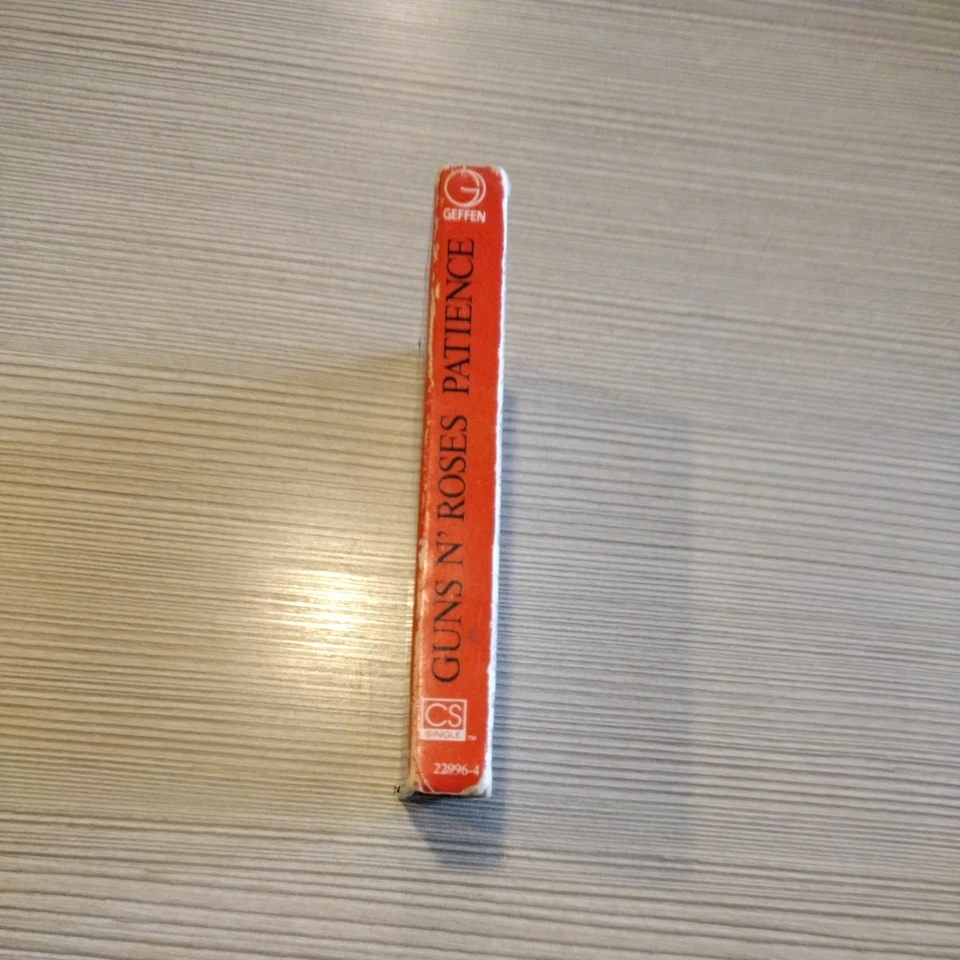 GEFFEN
GUNS N' ROSES PATIENCE
CS
SINGLE ™
22996-4